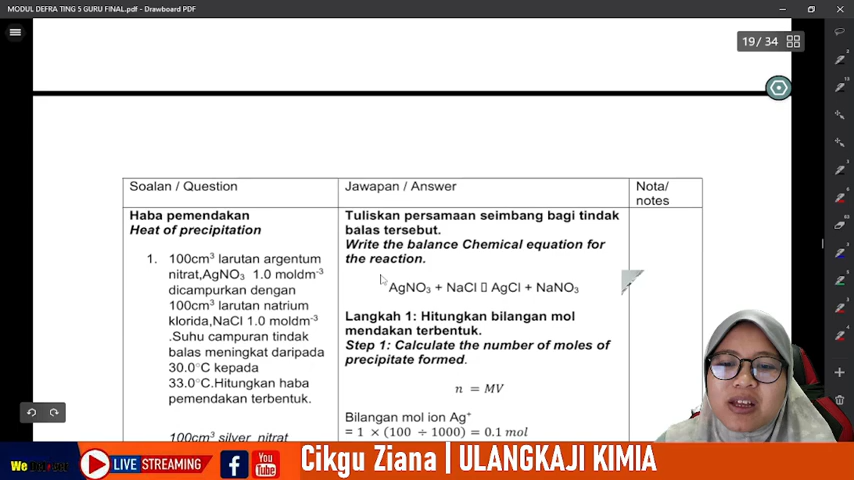 MODUL DEFRA TING 5 GURU FINAL.pdf - Drawboard PDF
19 / 34
Soalan / Question
Jawapan / Answer
Nota/
notes
Haba pemendakan
Heat of precipitation
1. 100cm³ larutan argentum
nitrat,AgNO₃ 1.0 moldm⁻³
dicampurkan dengan
100cm³ larutan natrium
klorida,NaCl 1.0 moldm⁻³
.Suhu campuran tindak
balas meningkat daripada
30.0°C kepada
33.0°C.Hitungkan haba
pemendakan terbentuk.
100cm³ silver nitrat
Tuliskan persamaan seimbang bagi tindak
balas tersebut.
Write the balance Chemical equation for
the reaction.
AgNO₃ + NaCl ▯ AgCl + NaNO₃
Langkah 1: Hitungkan bilangan mol
mendakan terbentuk.
Step 1: Calculate the number of moles of
precipitate formed.
n = MV
Bilangan mol ion Ag⁺
= 1 × (100 ÷ 1000) = 0.1 mol
LIVE STREAMING
You
Tube
Cikgu Ziana | ULANGKAJI KIMIA